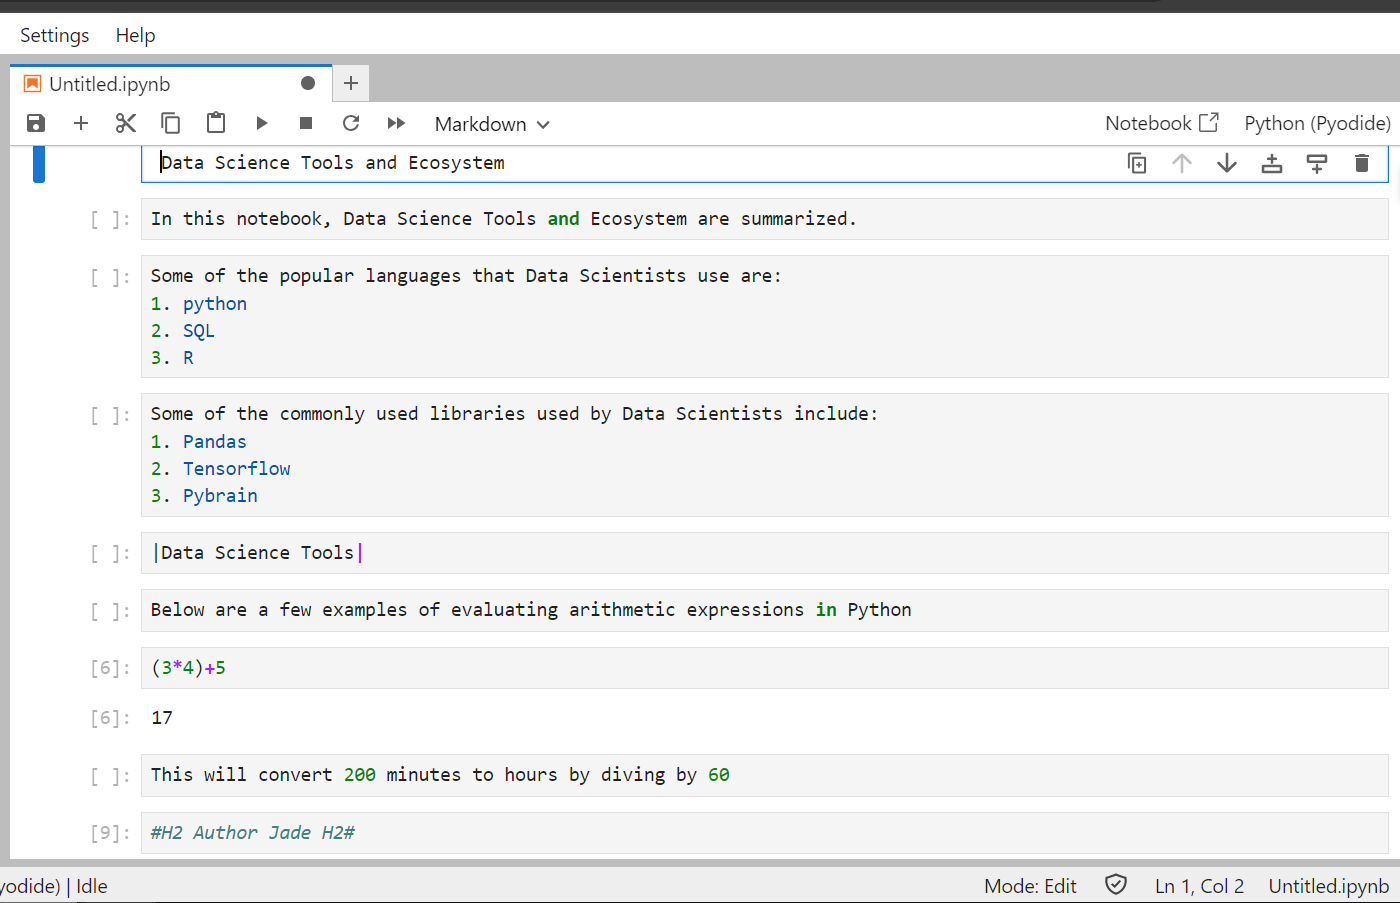 Settings Help
Untitled.ipynb
Markdown Notebook Python (Pyodide)
Data Science Tools and Ecosystem
[ ]: In this notebook, Data Science Tools and Ecosystem are summarized.
[ ]: Some of the popular languages that Data Scientists use are:
1. python
2. SQL
3. R
[ ]: Some of the commonly used libraries used by Data Scientists include:
1. Pandas
2. Tensorflow
3. Pybrain
[ ]: |Data Science Tools|
[ ]: Below are a few examples of evaluating arithmetic expressions in Python
[6]: (3*4)+5
[6]: 17
[ ]: This will convert 200 minutes to hours by diving by 60
[9]: #H2 Author Jade H2#
yodide) | Idle Mode: Edit Ln 1, Col 2 Untitled.ipynb